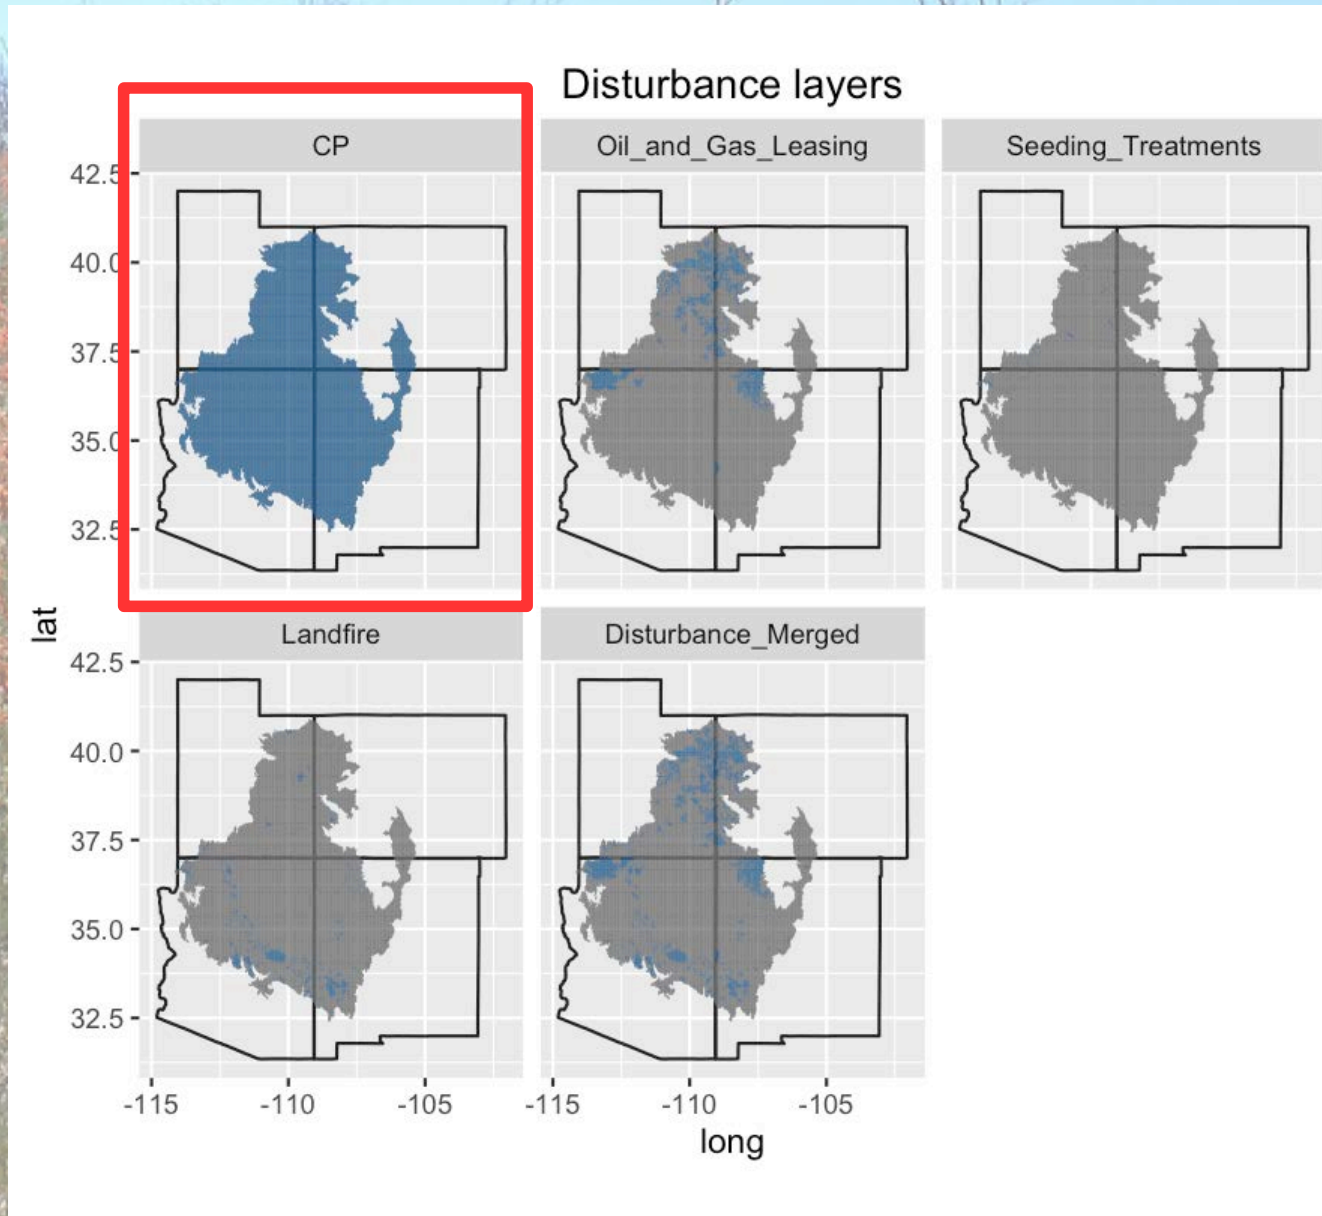 Disturbance layers
CP
Oil_and_Gas_Leasing
Seeding_Treatments
42.5
40.0
37.5
35.0
32.5
lat
Landfire
Disturbance_Merged
42.5
40.0
37.5
35.0
32.5
-115
-110
-105
-115
-110
-105
long